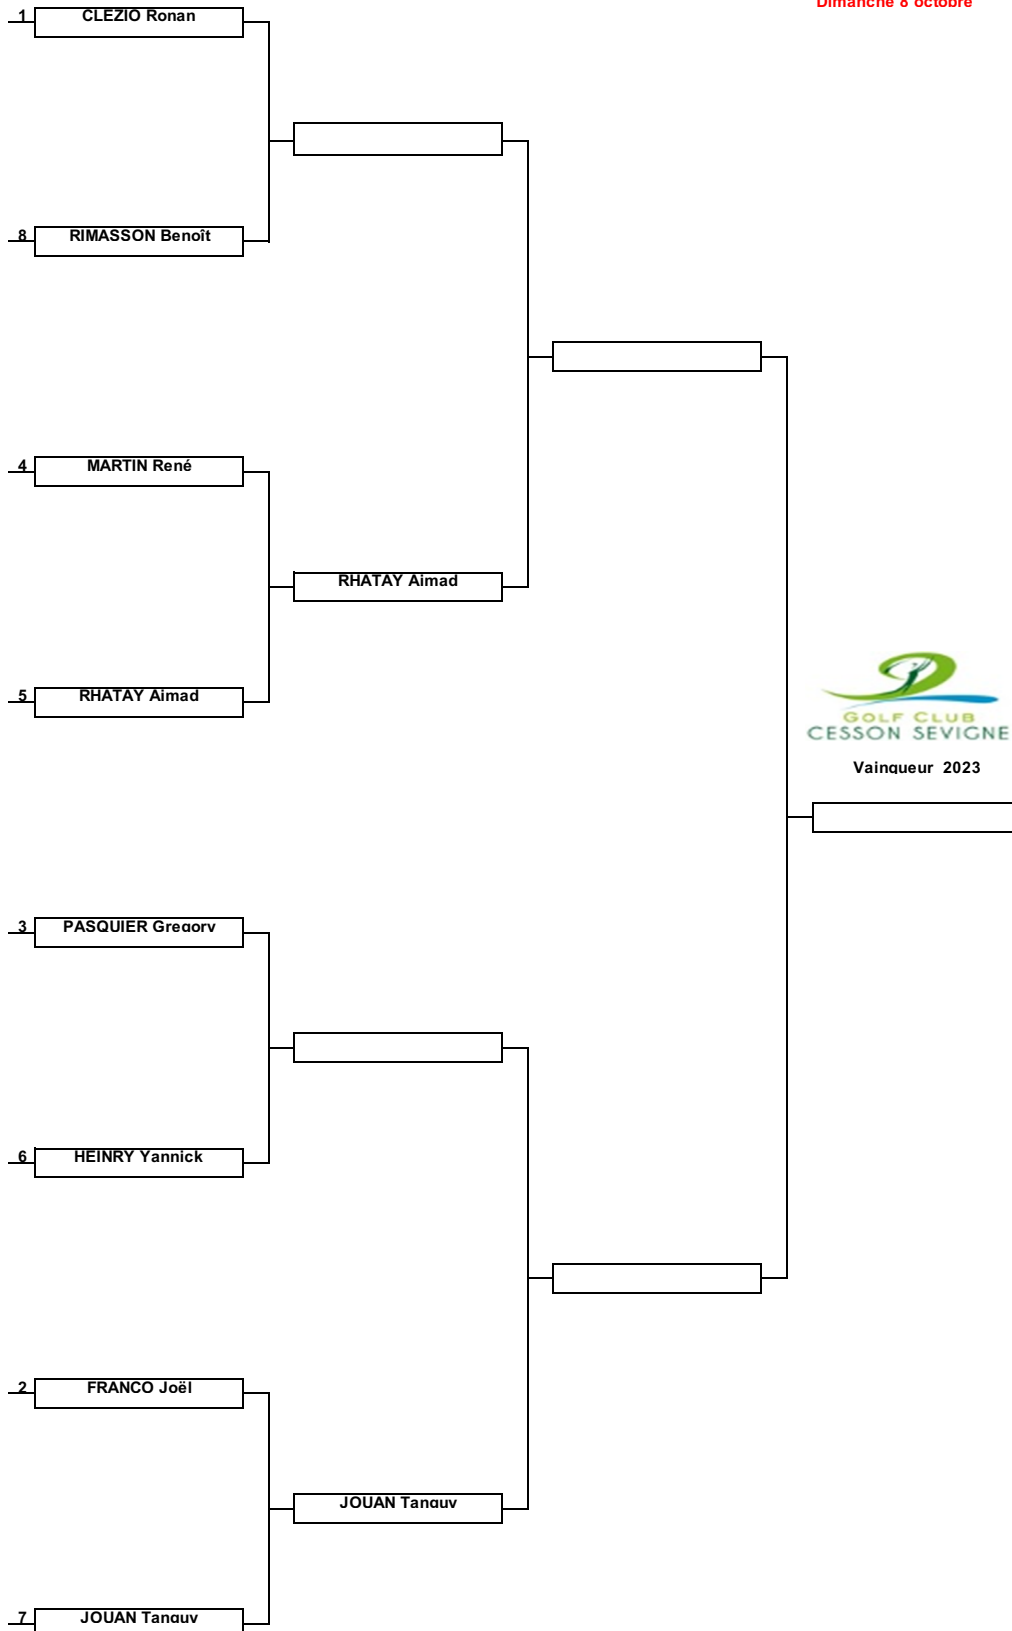 Dimanche 8 octobre
1 CLEZIO Ronan
8 RIMASSON Benoît
4 MARTIN René
RHATAY Aimad
5 RHATAY Aimad
GOLF CLUB
CESSON SEVIGNE
Vainqueur 2023
3 PASQUIER Gregory
6 HEINRY Yannick
2 FRANCO Joël
JOUAN Tanguy
7 JOUAN Tanguy